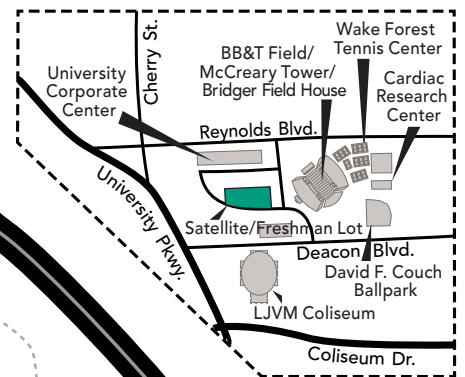 Cherry St.
Wake Forest
Tennis Center
BB&T Field/
McCreary Tower/
Bridger Field House
University
Corporate
Center
Cardiac
Research
Center
Reynolds Blvd.
University Pkwy.
Satellite/Freshman Lot
Deacon Blvd.
David F. Couch
Ballpark
LJVM Coliseum
Coliseum Dr.